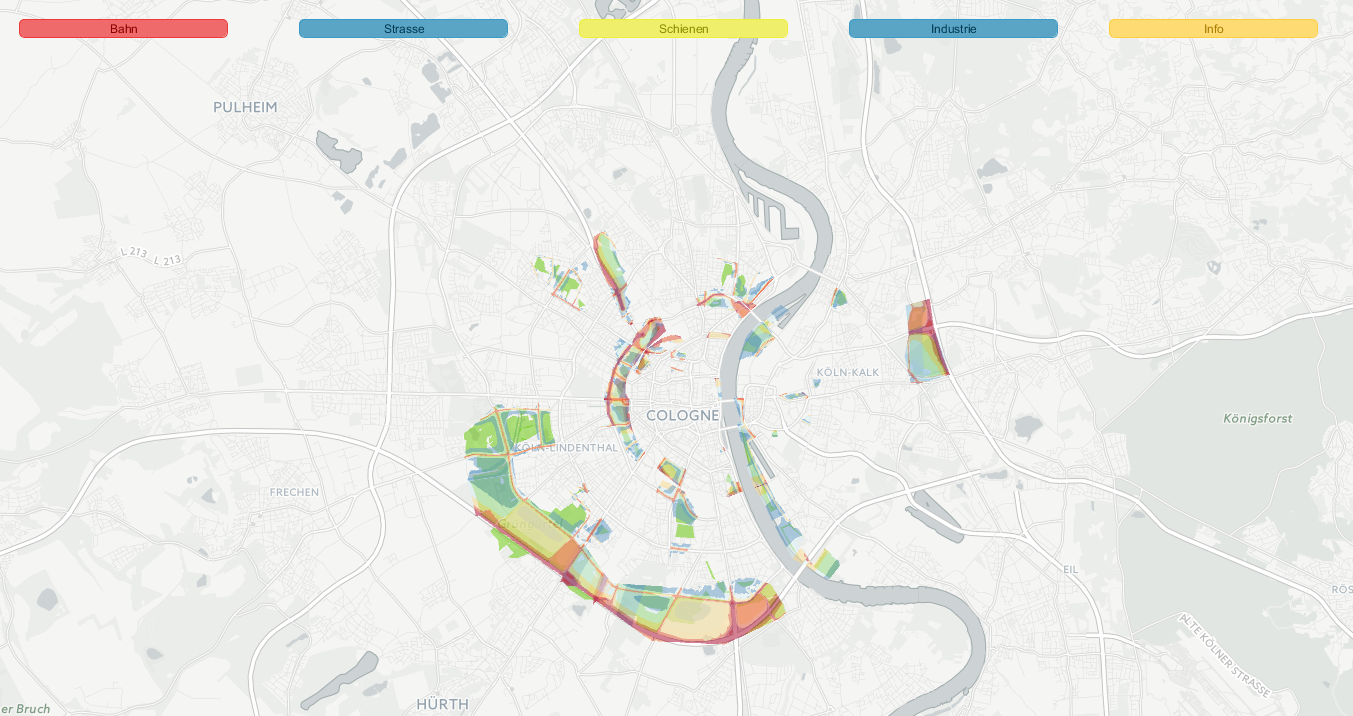 Bahn
Strasse
Schienen
Industrie
Info
PULHEIM
L 213
L 213
KÖLN-KALK
COLOGNE
Königsforst
KÖLN-LINDENTHAL
FRECHEN
Grüngürtel
EIL
RÖS
ALTE KÖLNER STRASSE
HÜRTH
er Bruch